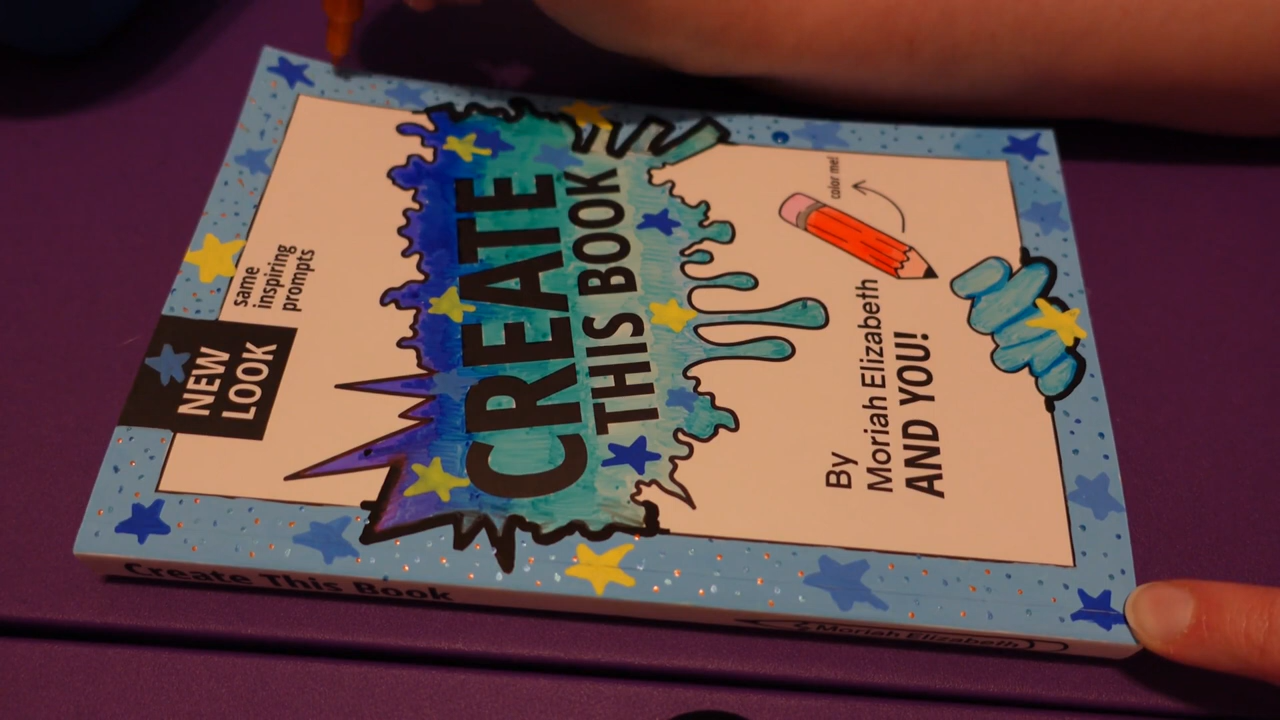 NEW
LOOK
same
inspiring
prompts
CREATE
THIS BOOK
color me!
By
Moriah Elizabeth
AND YOU!
Create This Book
Moriah Elizabeth